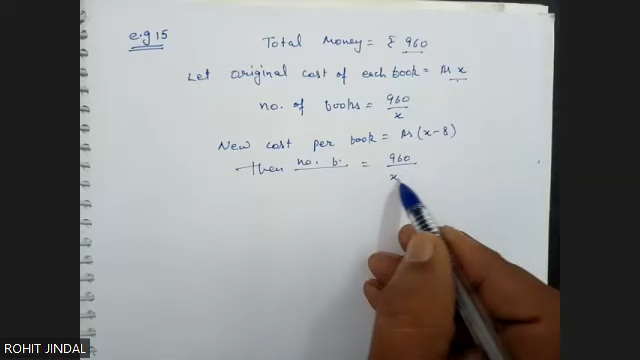 e.g 15
Total Money = ₹ 960
Let original cost of each book = Rs x
no. of books = 960/x
New cost per book = Rs (x-8)
Then no. b. = 960/x
ROHIT JINDAL